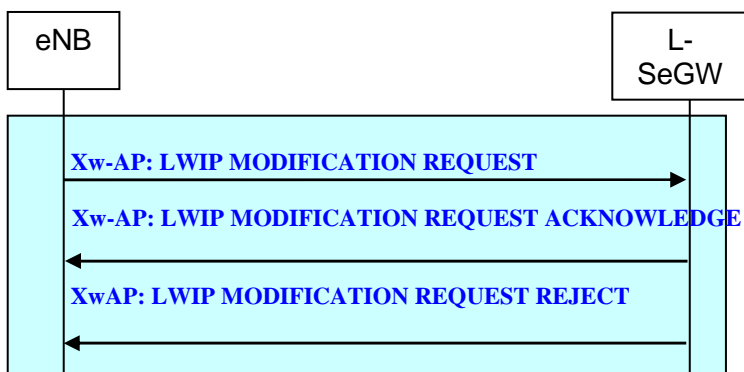 eNB
L-
SeGW
Xw-AP: LWIP MODIFICATION REQUEST
Xw-AP: LWIP MODIFICATION REQUEST ACKNOWLEDGE
XwAP: LWIP MODIFICATION REQUEST REJECT